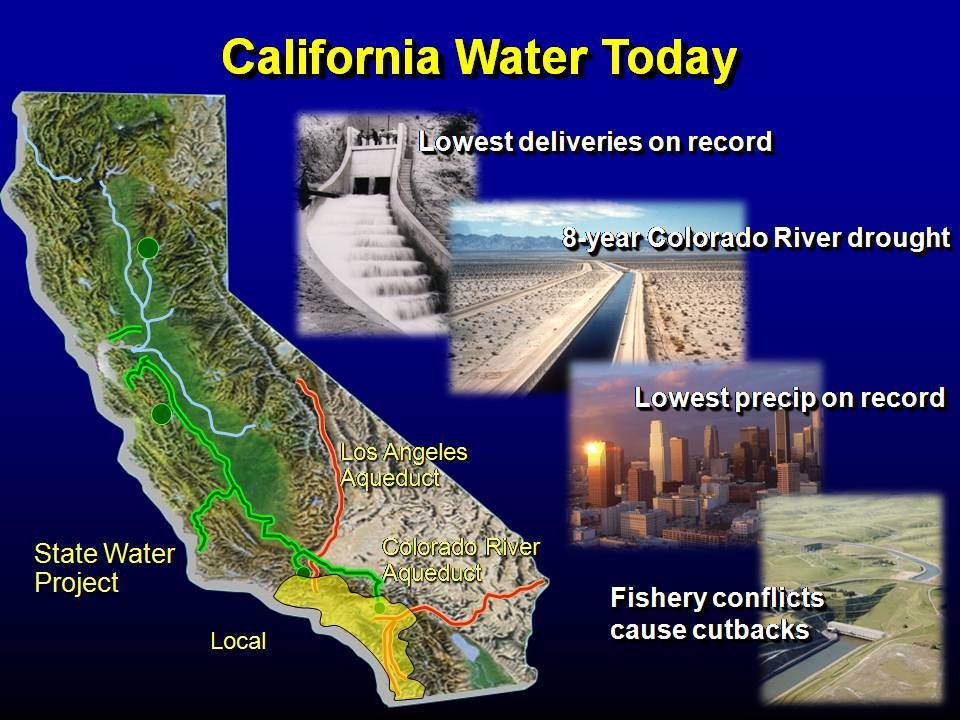 California Water Today
Lowest deliveries on record
8-year Colorado River drought
Lowest precip on record
Los Angeles
Aqueduct
Colorado River
Aqueduct
State Water
Project
Fishery conflicts
cause cutbacks
Local